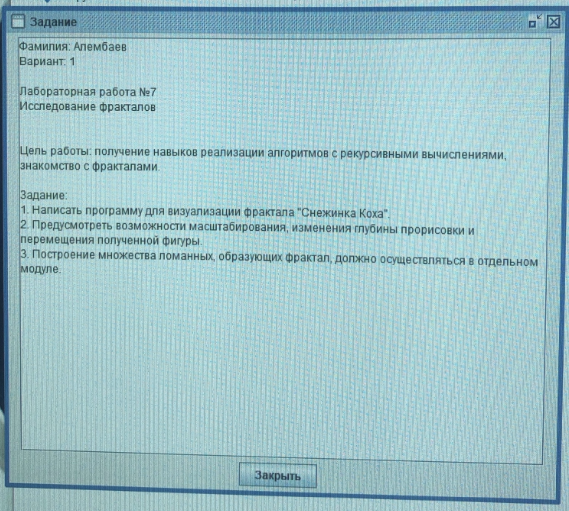 Задание
Фамилия: Алембаев
Вариант: 1
Лабораторная работа №7
Исследование фракталов
Цель работы: получение навыков реализации алгоритмов с рекурсивными вычислениями,
знакомство с фракталами.
Задание:
1. Написать программу для визуализации фрактала "Снежинка Коха".
2. Предусмотреть возможности масштабирования, изменения глубины прорисовки и
перемещения полученной фигуры.
3. Построение множества ломанных, образующих фрактал, должно осуществляться в отдельном
модуле.
Закрыть